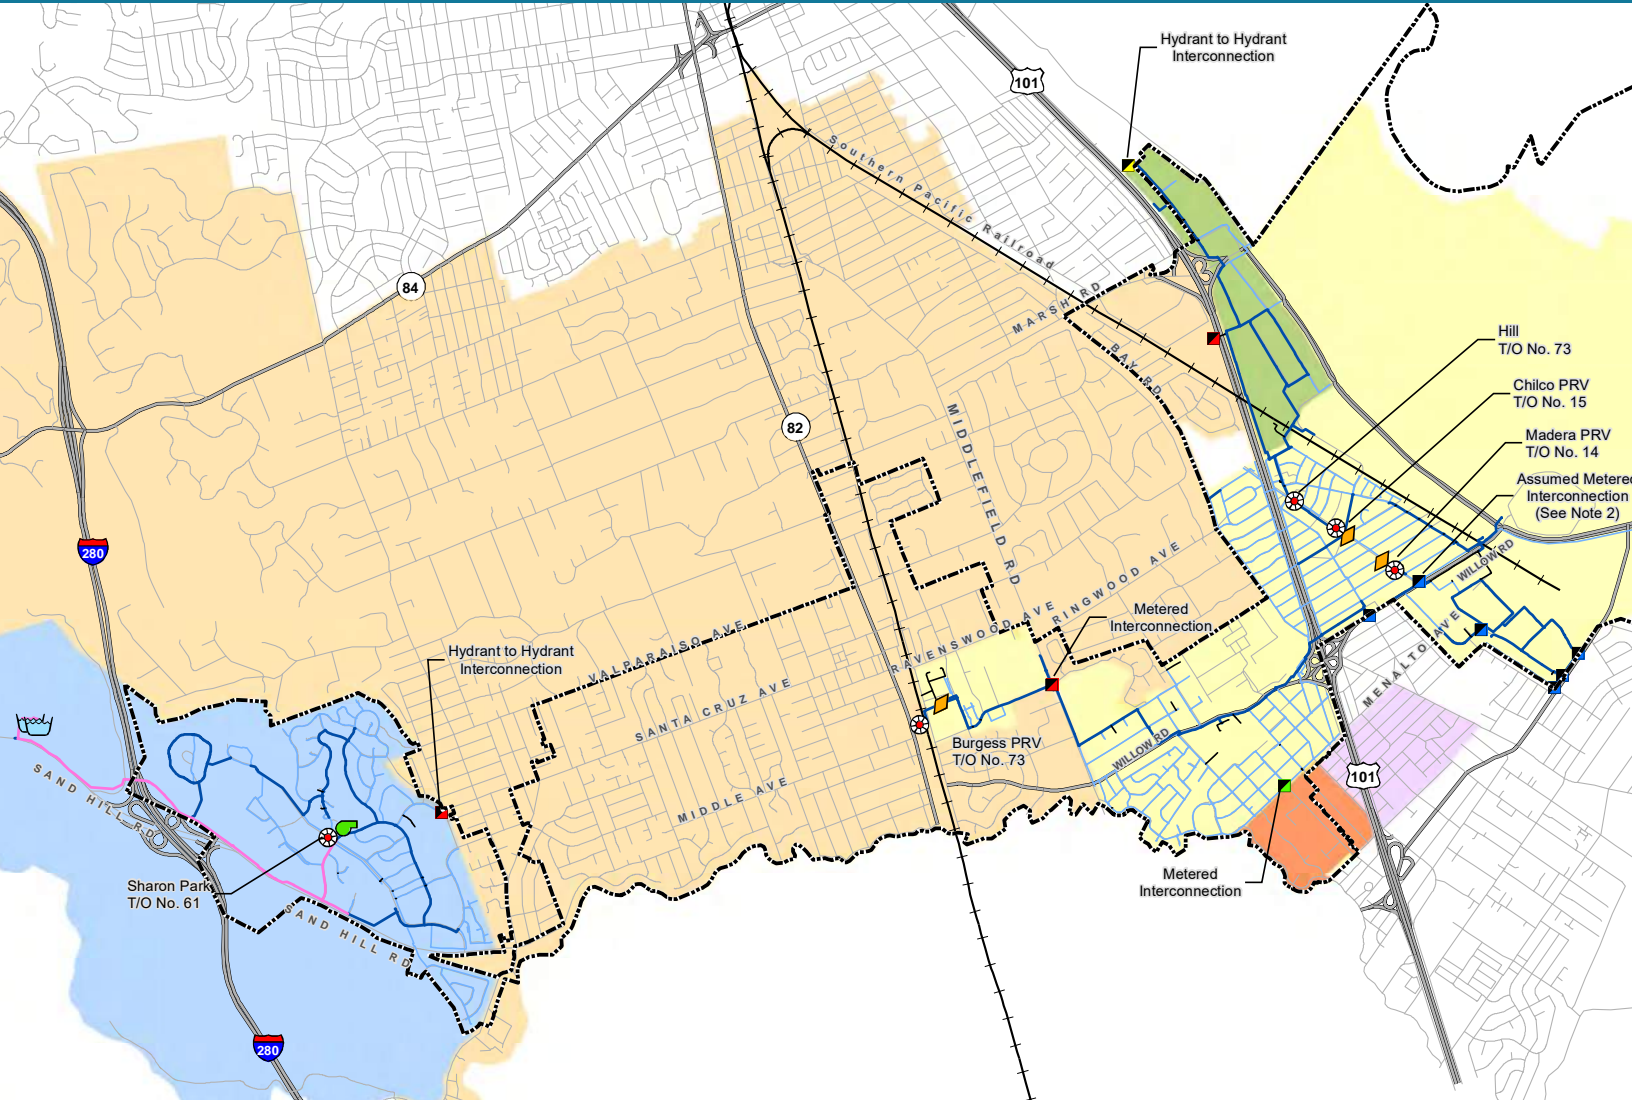 Hydrant to Hydrant
Interconnection
101
Southern Pacific Railroad
84
MARSH RD
BAY RD
Hill
T/O No. 73
Chilco PRV
T/O No. 15
82
MIDDLEFIELD RD
Madera PRV
T/O No. 14
Assumed Metered
Interconnection
(See Note 2)
280
WILLOW RD
RINGWOOD AVE
RAVENSWOOD AVE
Metered
Interconnection
VALPARAISO AVE
Hydrant to Hydrant
Interconnection
MENALTO AVE
SANTA CRUZ AVE
Burgess PRV
T/O No. 73
WILLOW RD
101
SAND HILL RD
MIDDLE AVE
Sharon Park
T/O No. 61
Metered
Interconnection
SAND HILL RD
280